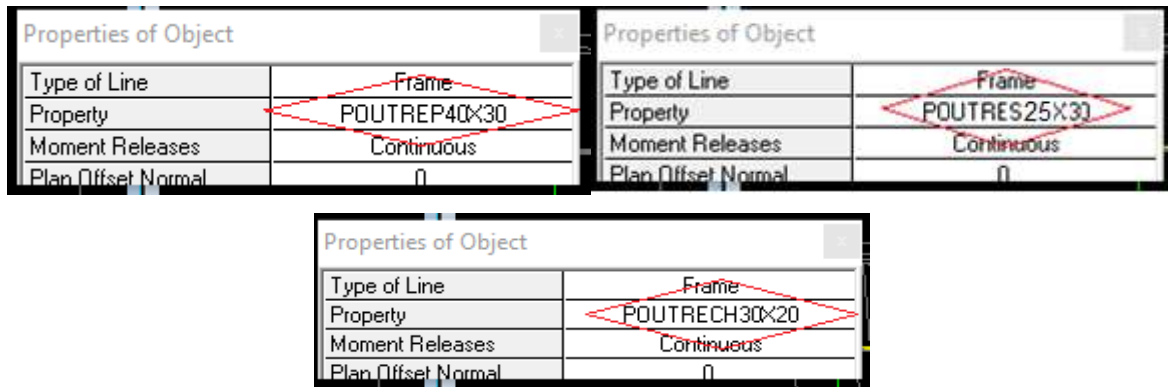 Properties of Object
Type of Line Frame
Property POUTREP40X30
Moment Releases Continuous
Plan Offset Normal 0
Properties of Object
Type of Line Frame
Property POUTRES25X30
Moment Releases Continuous
Plan Offset Normal 0
Properties of Object
Type of Line Frame
Property POUTRECH30X20
Moment Releases Continuous
Plan Offset Normal 0